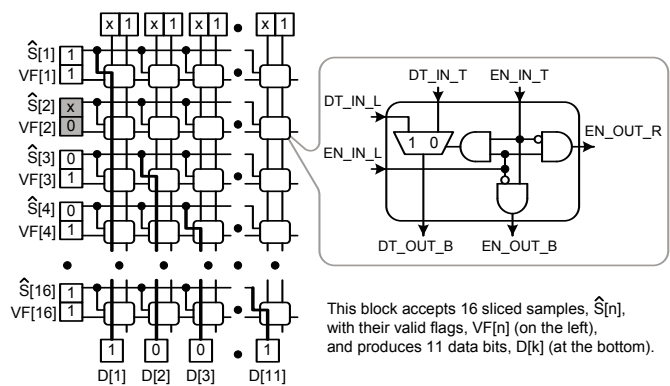 x 1 x 1 x 1 x 1
Ŝ[1] 1
VF[1] 1
Ŝ[2] x
VF[2] 0
Ŝ[3] 0
VF[3] 1
Ŝ[4] 0
VF[4] 1
Ŝ[16] 1
VF[16] 1
1 0 0 1
D[1] D[2] D[3] D[11]
DT_IN_T EN_IN_T
DT_IN_L
1 0
EN_OUT_R
EN_IN_L
DT_OUT_B EN_OUT_B
This block accepts 16 sliced samples, Ŝ[n],
with their valid flags, VF[n] (on the left),
and produces 11 data bits, D[k] (at the bottom).